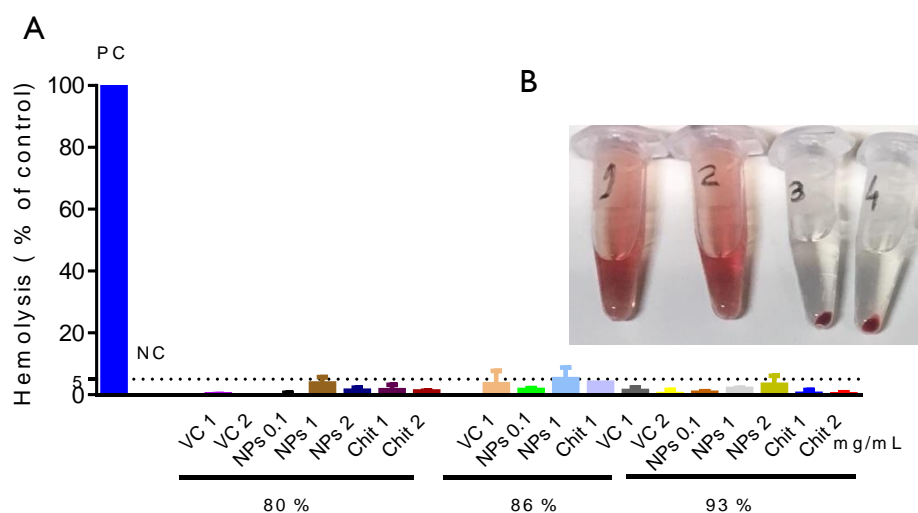 A
PC
B
Hemolysis ( % of control)
100
80
60
40
20
5
0
NC
1
2
3
4
VC 1
VC 2
NPs 0.1
NPs 1
NPs 2
Chit 1
Chit 2
VC 1
NPs 0.1
NPs 1
Chit 1
VC 1
VC 2
NPs 0.1
NPs 1
NPs 2
Chit 1
Chit 2
mg/mL
80 %
86 %
93 %